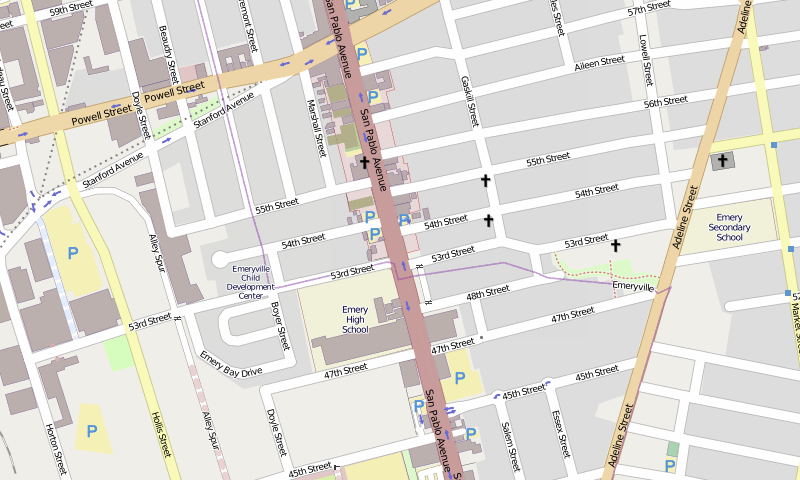 59th Street
57th Street
Beaudry Street
San Pablo Avenue
Adeline
Lowell Street
Aileen Street
Gaskill Street
Powell Street
Powell Street
Doyle Street
Stanford Avenue
Marshall Street
56th Street
San Pablo Avenue
Stanford Avenue
55th Street
54th Street
55th Street
Adeline Street
54th Street
54th Street
Emery
Secondary
School
Alley Spur
53rd Street
53rd Street
53rd Street
Emeryville
Child
Development
Center
Emeryville
48th Street
Emery
High
School
Boyer Street
53rd Street
47th Street
47th Street
Emery Bay Drive
47th Street
45th Street
45th Street
San Pablo Avenue
Doyle Street
Hollis Street
Alley Spur
Horton Street
Salem Street
Essex Street
Adeline Street
45th Street
P
P
P
P
P
P
P
P
P
P
P
P